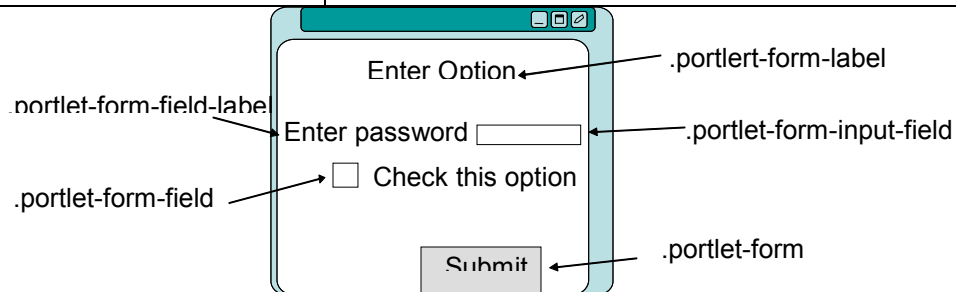 Enter Option
.portlert-form-label
.portlet-form-field-label
Enter password
.portlet-form-input-field
Check this option
.portlet-form-field
.portlet-form
Submit